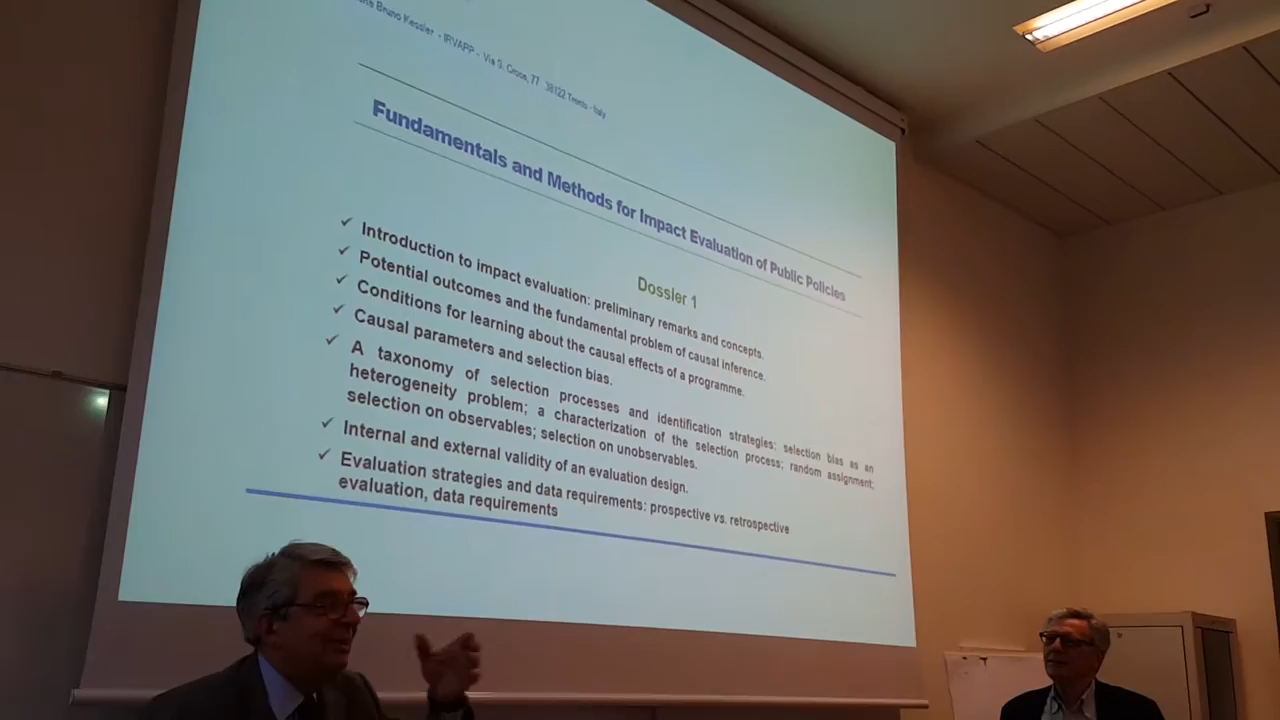 Bruno Kessler - IRVAPP - Via S. Croce, 77 38122 Trento - Italy
Fundamentals and Methods for Impact Evaluation of Public Policies
Dossier 1
✓ Introduction to impact evaluation: preliminary remarks and concepts.
✓ Potential outcomes and the fundamental problem of causal inference.
✓ Conditions for learning about the causal effects of a programme.
✓ Causal parameters and selection bias.
✓ A taxonomy of selection processes and identification strategies: selection bias as an
heterogeneity problem; a characterization of the selection process; random assignment;
selection on observables; selection on unobservables.
✓ Internal and external validity of an evaluation design.
✓ Evaluation strategies and data requirements: prospective vs. retrospective
evaluation, data requirements